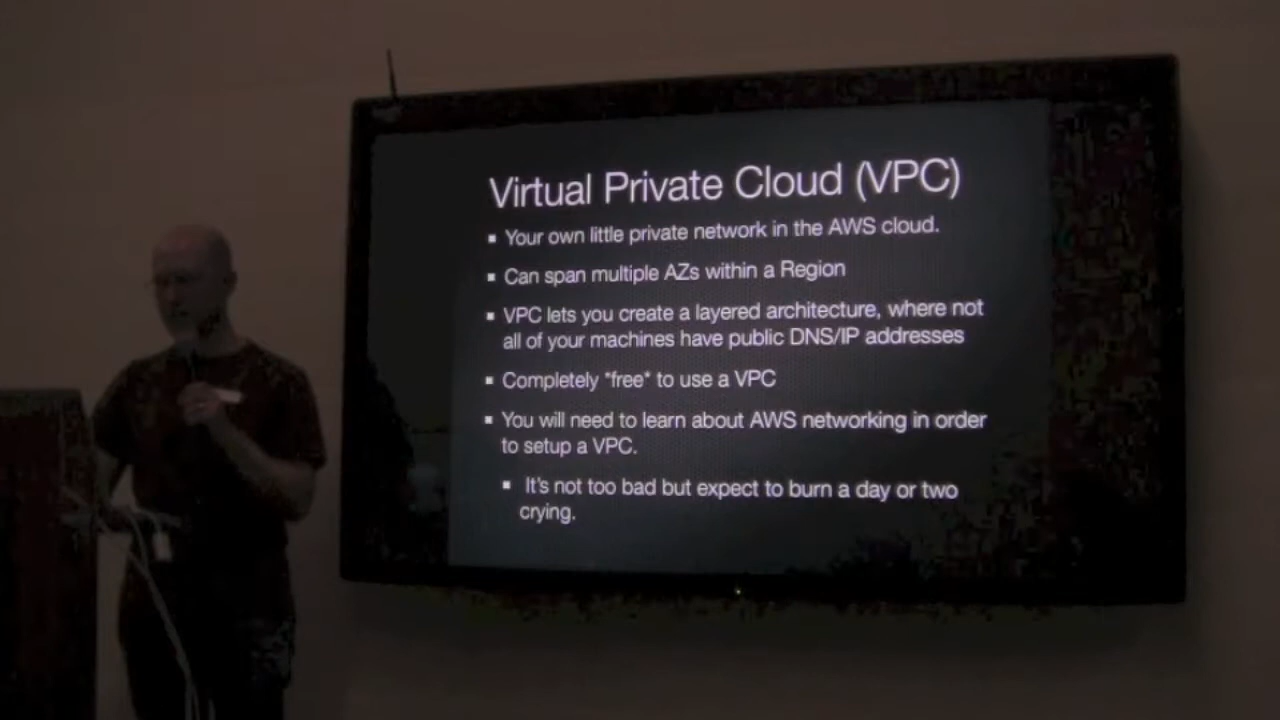 Virtual Private Cloud (VPC)
▪ Your own little private network in the AWS cloud.
▪ Can span multiple AZs within a Region
▪ VPC lets you create a layered architecture, where not
all of your machines have public DNS/IP addresses
▪ Completely *free* to use a VPC
▪ You will need to learn about AWS networking in order
to setup a VPC.
▪ It's not too bad but expect to burn a day or two
crying.